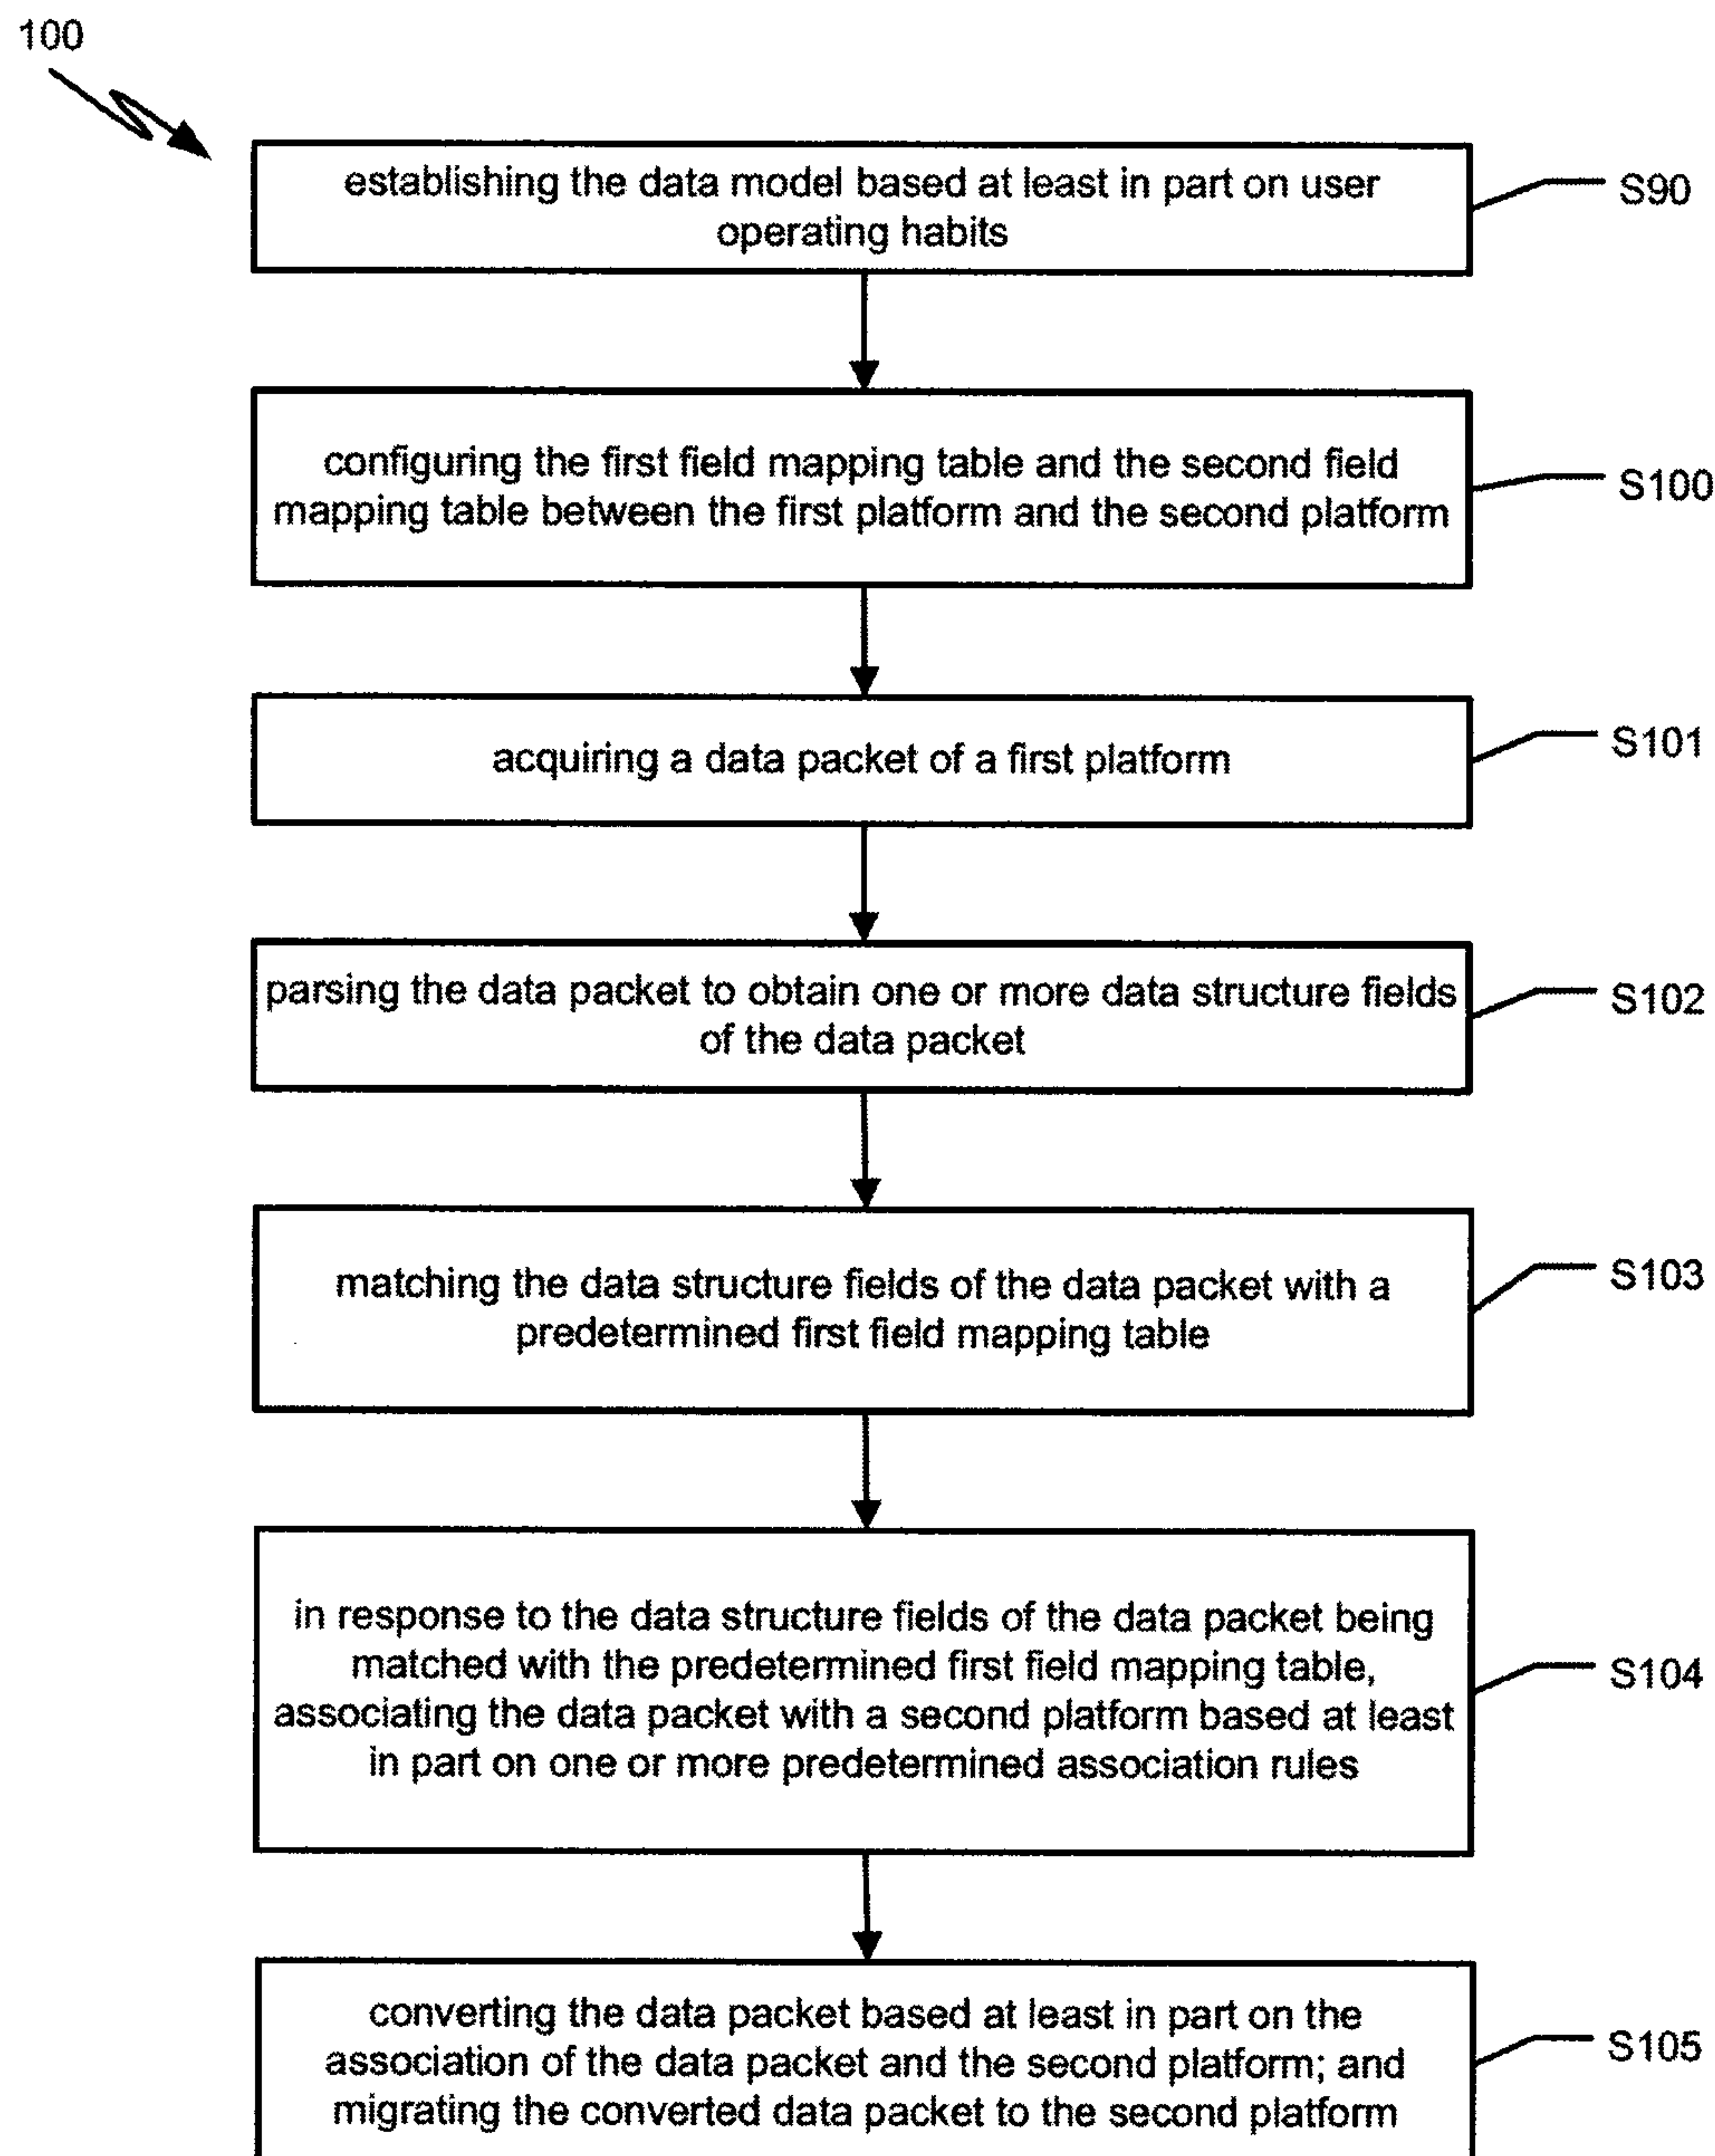 100
establishing the data model based at least in part on user
operating habits
S90
configuring the first field mapping table and the second field
mapping table between the first platform and the second platform
S100
acquiring a data packet of a first platform
S101
parsing the data packet to obtain one or more data structure fields
of the data packet
S102
matching the data structure fields of the data packet with a
predetermined first field mapping table
S103
in response to the data structure fields of the data packet being
matched with the predetermined first field mapping table,
associating the data packet with a second platform based at least
in part on one or more predetermined association rules
S104
converting the data packet based at least in part on the
association of the data packet and the second platform; and
migrating the converted data packet to the second platform
S105